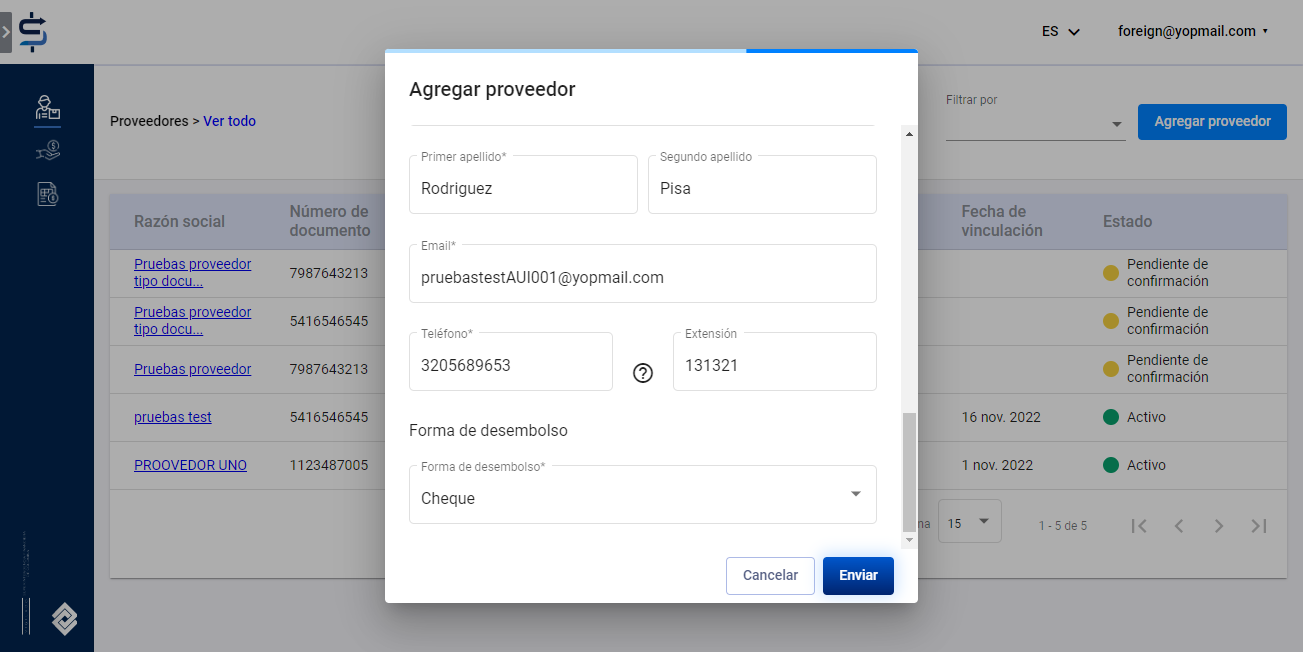 ES
foreign@yopmail.com
Proveedores > Ver todo
Filtrar por
Agregar proveedor
Razón social
Número de
documento
Fecha de
vinculación
Estado
Pruebas proveedor
tipo docu...
7987643213
Pendiente de
confirmación
Pruebas proveedor
tipo docu...
5416546545
Pendiente de
confirmación
Pruebas proveedor
7987643213
Pendiente de
confirmación
pruebas test
5416546545
16 nov. 2022
Activo
PROOVEDOR UNO
1123487005
1 nov. 2022
Activo
na
15
1 - 5 de 5
Agregar proveedor
Primer apellido*
Segundo apellido
Rodriguez
Pisa
Email*
pruebastestAUI001@yopmail.com
Teléfono*
Extensión
3205689653
131321
Forma de desembolso
Forma de desembolso*
Cheque
Cancelar
Enviar